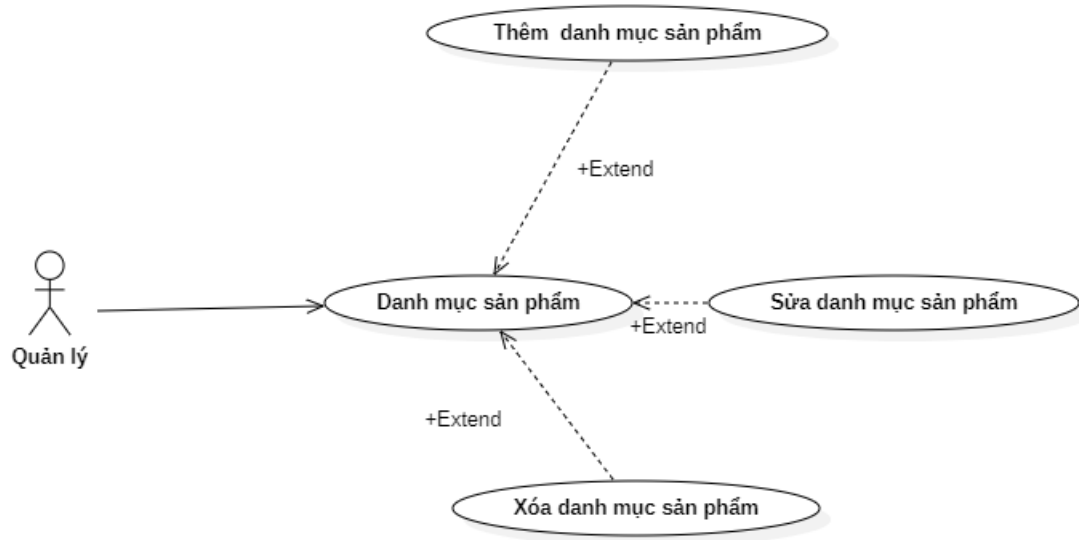 Thêm danh mục sản phẩm
+Extend
Danh mục sản phẩm
Sửa danh mục sản phẩm
+Extend
Quản lý
+Extend
Xóa danh mục sản phẩm